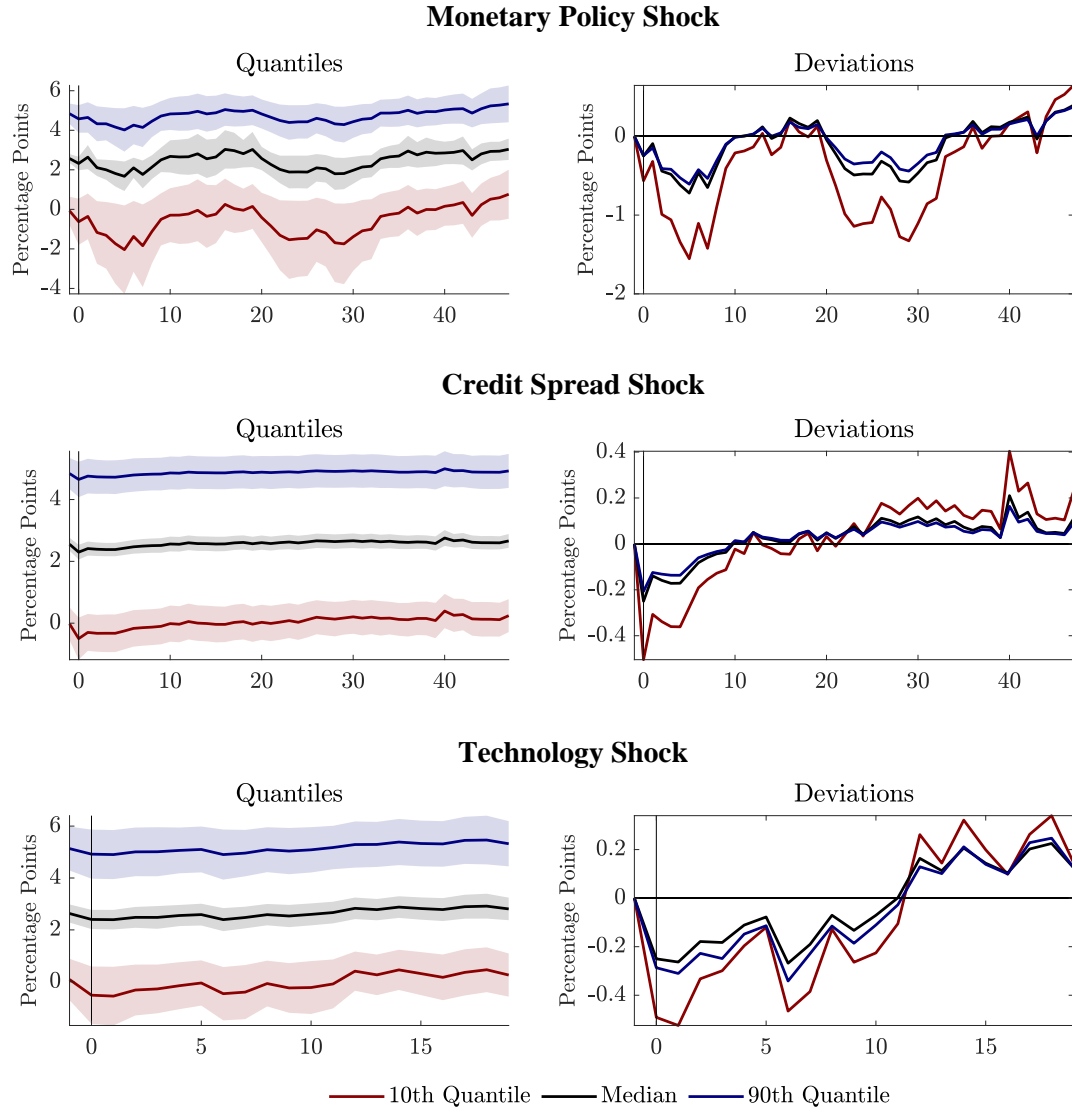 Monetary Policy Shock
Quantiles
Deviations
Percentage Points
6
4
2
0
-2
-4
0
10
20
30
40
Percentage Points
0
-1
-2
0
10
20
30
40
Credit Spread Shock
Quantiles
Deviations
Percentage Points
4
2
0
0
10
20
30
40
Percentage Points
0.4
0.2
0
-0.2
-0.4
0
10
20
30
40
Technology Shock
Quantiles
Deviations
Percentage Points
6
4
2
0
0
5
10
15
Percentage Points
0.2
0
-0.2
-0.4
0
5
10
15
10th Quantile
Median
90th Quantile